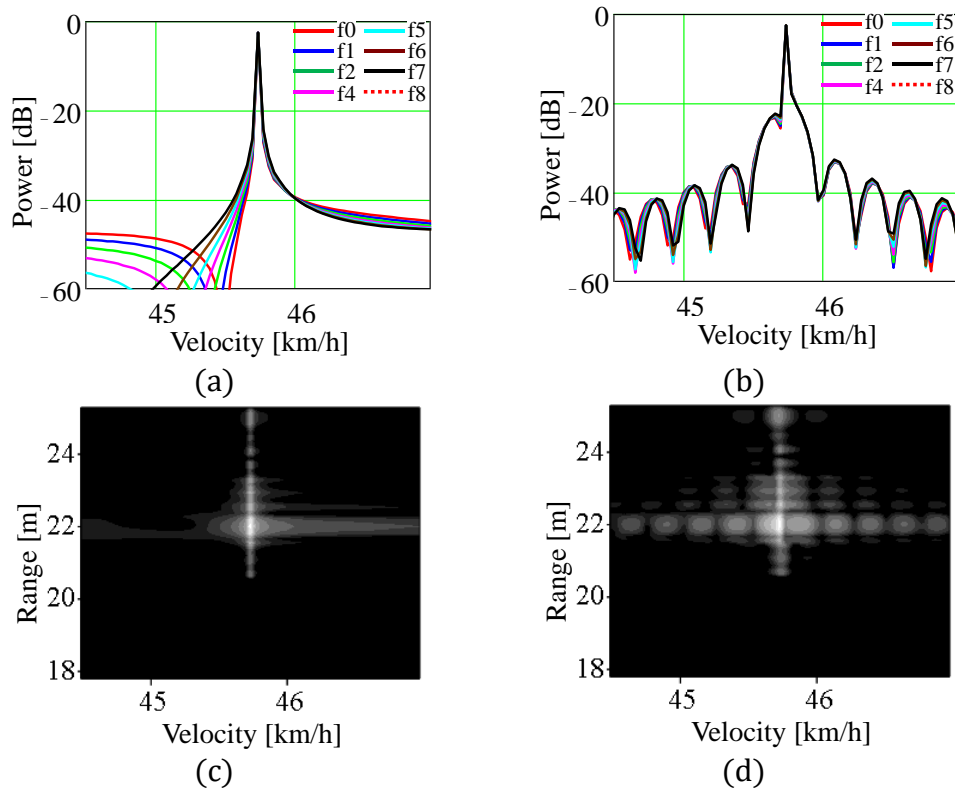 0
-20
-40
-60
Power [dB]
f0 f5
f1 f6
f2 f7
f4 f8
45 46
Velocity [km/h]
(a)
0
-20
-40
-60
Power [dB]
f0 f5
f1 f6
f2 f7
f4 f8
45 46
Velocity [km/h]
(b)
24
22
20
18
Range [m]
45 46
Velocity [km/h]
(c)
24
22
20
18
Range [m]
45 46
Velocity [km/h]
(d)